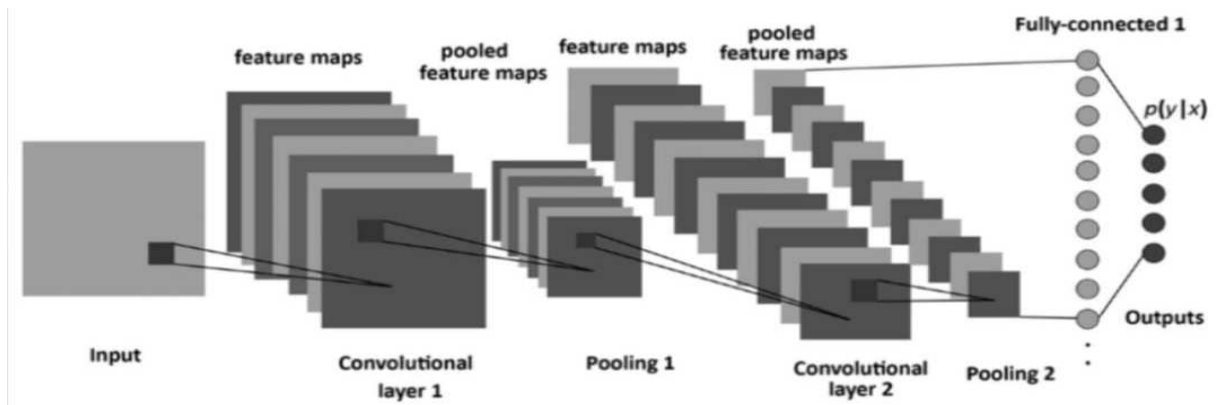 feature maps
pooled
feature maps
feature maps
pooled
feature maps
Fully-connected 1
p(y|x)
Input
Convolutional
layer 1
Pooling 1
Convolutional
layer 2
Pooling 2
Outputs